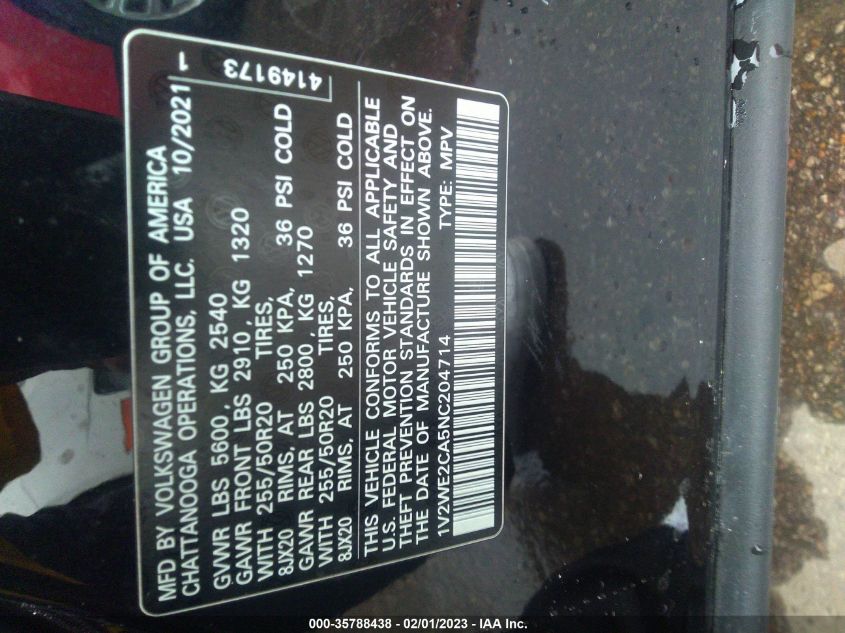 MFD BY VOLKSWAGEN GROUP OF AMERICA
CHATTANOOGA OPERATIONS, LLC. USA 10/2021
1 4149173
GVWR LBS 5600, KG 2540
GAWR FRONT LBS 2910, KG 1320
WITH 255/50R20 TIRES,
8JX20 RIMS, AT 250 KPA, 36 PSI COLD
GAWR REAR LBS 2800, KG 1270
WITH 255/50R20 TIRES,
8JX20 RIMS, AT 250 KPA, 36 PSI COLD
THIS VEHICLE CONFORMS TO ALL APPLICABLE
U.S. FEDERAL MOTOR VEHICLE SAFETY AND
THEFT PREVENTION STANDARDS IN EFFECT ON
THE DATE OF MANUFACTURE SHOWN ABOVE.
1V2WE2CA5NC204714 TYPE: MPV
000-35788438 - 02/01/2023 - IAA Inc.